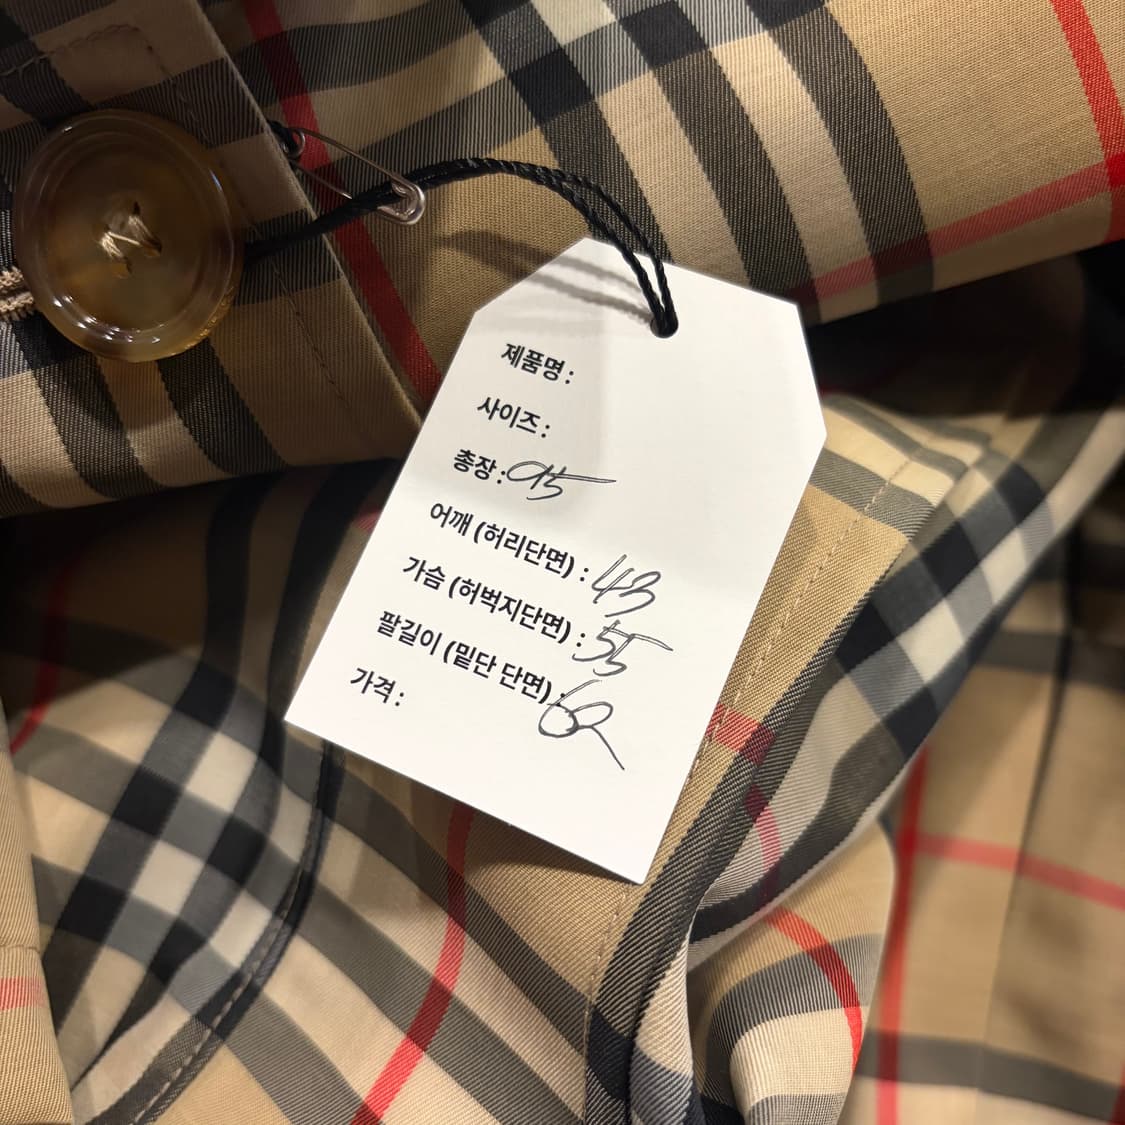 제품명 :
사이즈 :
총장 : 95
어깨 (허리단면) : 43
가슴 (허벅지단면) : 55
팔길이 (밑단 단면) : 62
가격 :